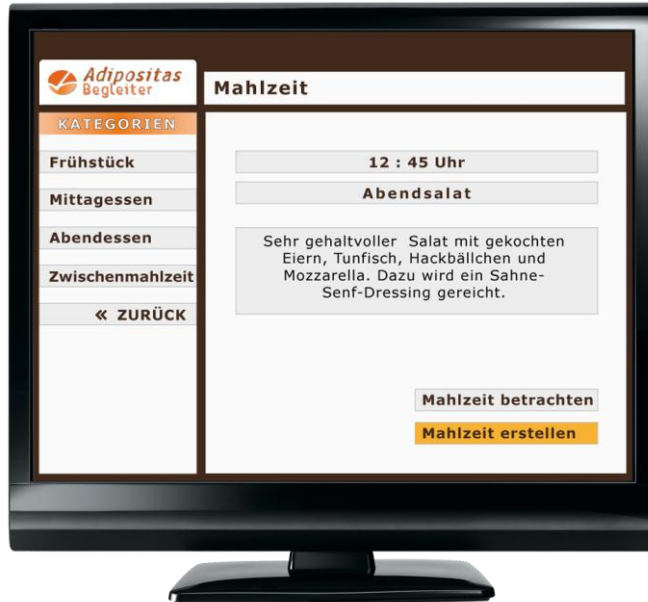 Adipositas
Begleiter
Mahlzeit
KATEGORIEN
Frühstück
Mittagessen
Abendessen
Zwischenmahlzeit
« ZURÜCK
12 : 45 Uhr
Abendsalat
Sehr gehaltvoller Salat mit gekochten
Eiern, Tunfisch, Hackbällchen und
Mozzarella. Dazu wird ein Sahne-
Senf-Dressing gereicht.
Mahlzeit betrachten
Mahlzeit erstellen